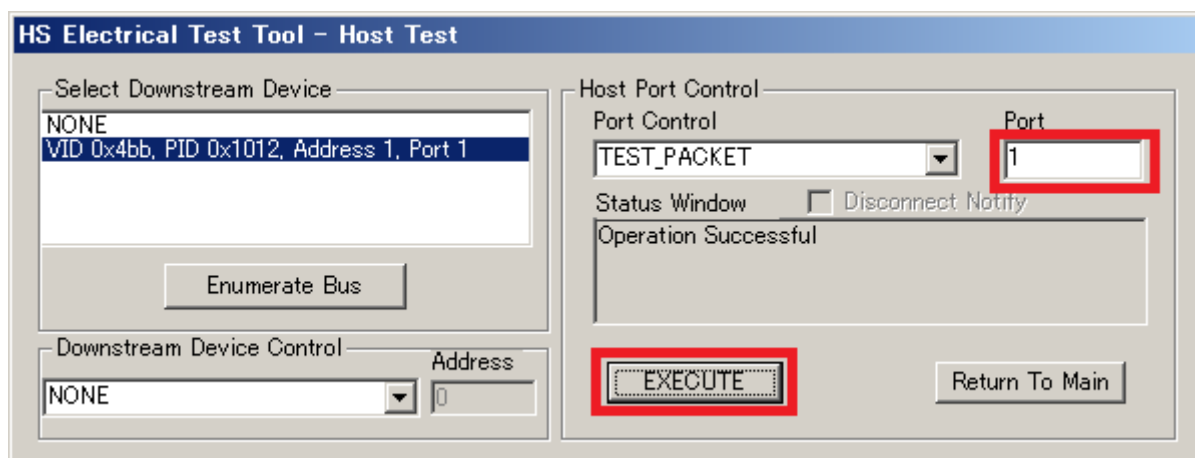 HS Electrical Test Tool - Host Test
Select Downstream Device
NONE
VID 0x4bb, PID 0x1012, Address 1, Port 1
Enumerate Bus
Downstream Device Control
Address
NONE
0
Host Port Control
Port Control
Port
TEST_PACKET
1
Status Window
Disconnect Notify
Operation Successful
EXECUTE
Return To Main